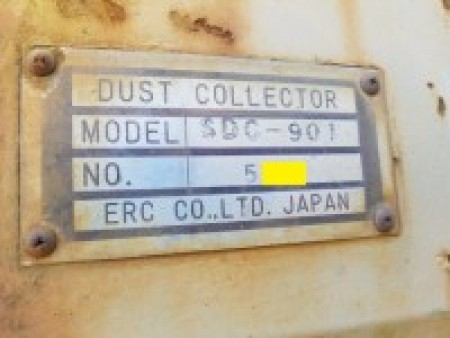 DUST COLLECTOR
MODEL SDC-901
NO. 5
ERC CO.,LTD. JAPAN